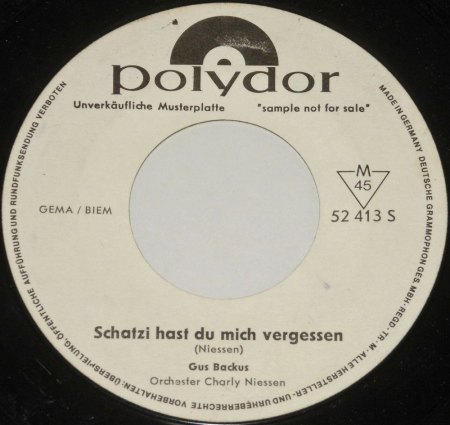 polydor
Unverkäufliche Musterplatte "sample not for sale"
M
45
52 413 S
GEMA / BIEM
Schatzi hast du mich vergessen
(Niessen)
Gus Backus
Orchester Charly Niessen
MADE IN GERMANY DEUTSCHE GRAMMOPHON GES. MBH · REGD · TR · M · ALLE HERSTELLER- UND URHEBERRECHTE VORBEHALTEN: ÜBERSPIELUNG, ÖFFENTLICHE AUFFÜHRUNG UND RUNDFUNKSENDUNG VERBOTEN